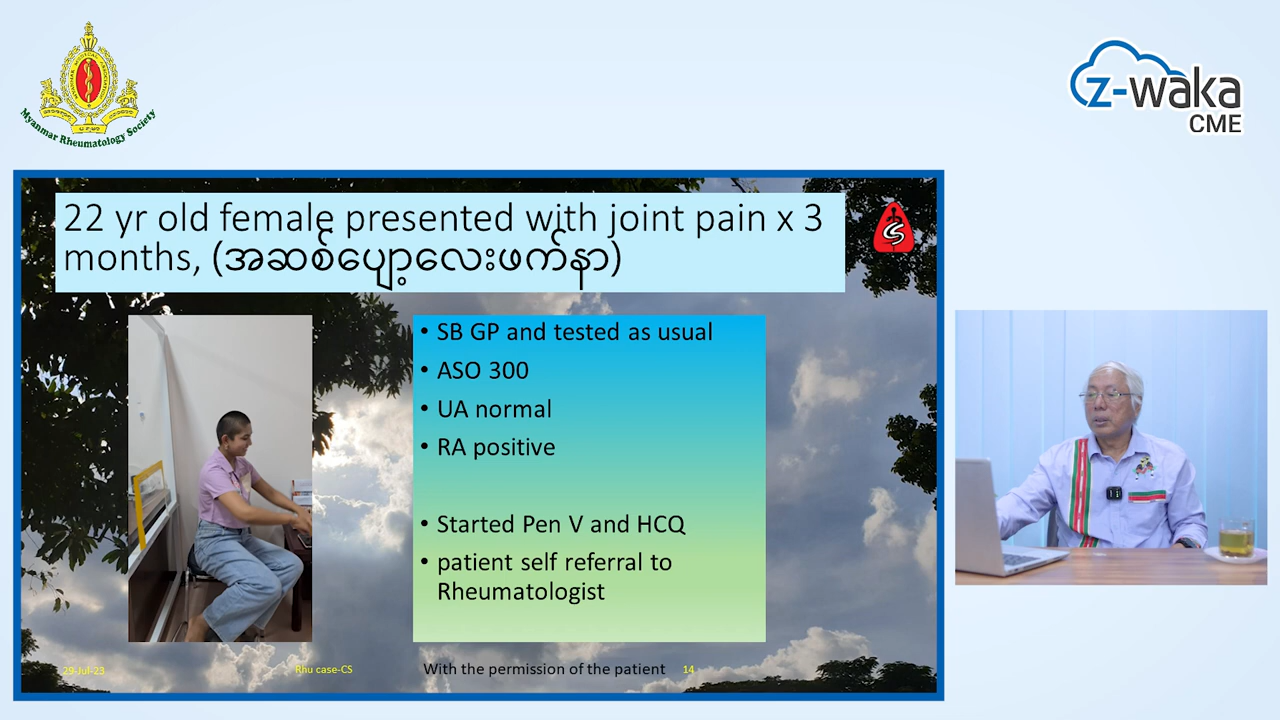 Myanmar Rheumatology Society
z-waka
CME
22 yr old female presented with joint pain x 3
months, (အဆစ်ပျော့လေးဖက်နာ)
• SB GP and tested as usual
• ASO 300
• UA normal
• RA positive
• Started Pen V and HCQ
• patient self referral to
Rheumatologist
29-Jul-23
Rhu case-CS
With the permission of the patient
14